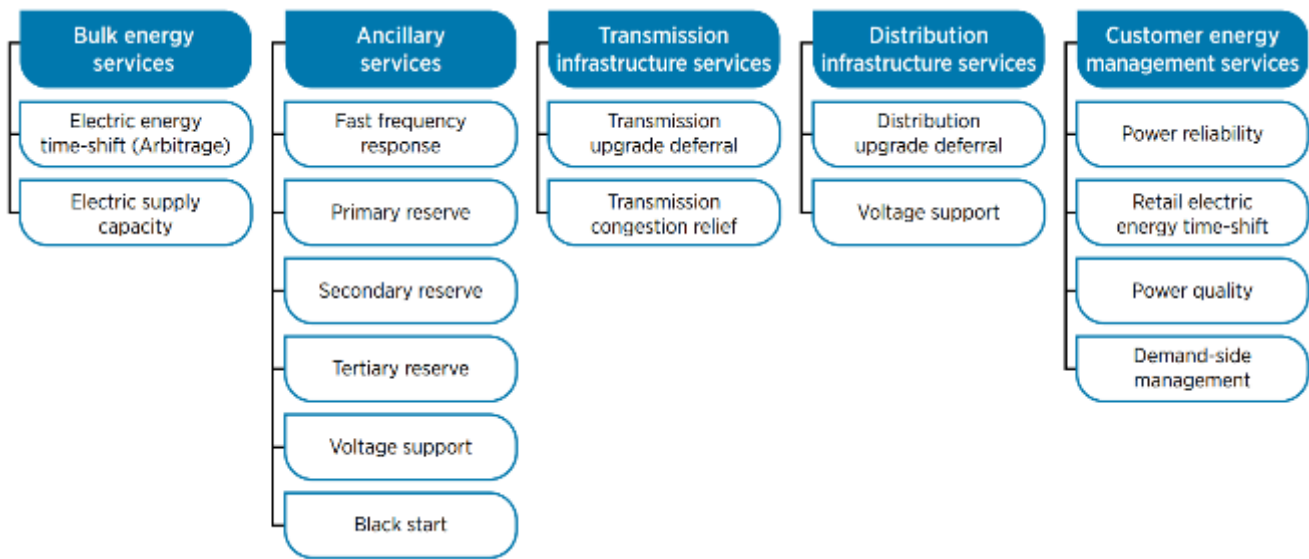 Bulk energy
services
Electric energy
time-shift (Arbitrage)
Electric supply
capacity
Ancillary
services
Fast frequency
response
Primary reserve
Secondary reserve
Tertiary reserve
Voltage support
Black start
Transmission
infrastructure services
Transmission
upgrade deferral
Transmission
congestion relief
Distribution
infrastructure services
Distribution
upgrade deferral
Voltage support
Customer energy
management services
Power reliability
Retail electric
energy time-shift
Power quality
Demand-side
management